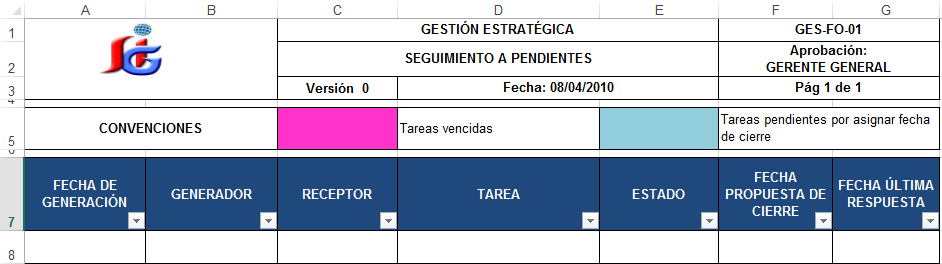 A B C D E F G
1 GESTIÓN ESTRATÉGICA GES-FO-01
2 SEGUIMIENTO A PENDIENTES Aprobación:
GERENTE GENERAL
3 Versión 0 Fecha: 08/04/2010 Pág 1 de 1
4
5 CONVENCIONES Tareas vencidas Tareas pendientes por asignar fecha
de cierre
6
7 FECHA DE
GENERACIÓN GENERADOR RECEPTOR TAREA ESTADO FECHA
PROPUESTA DE
CIERRE FECHA ÚLTIMA
RESPUESTA
8